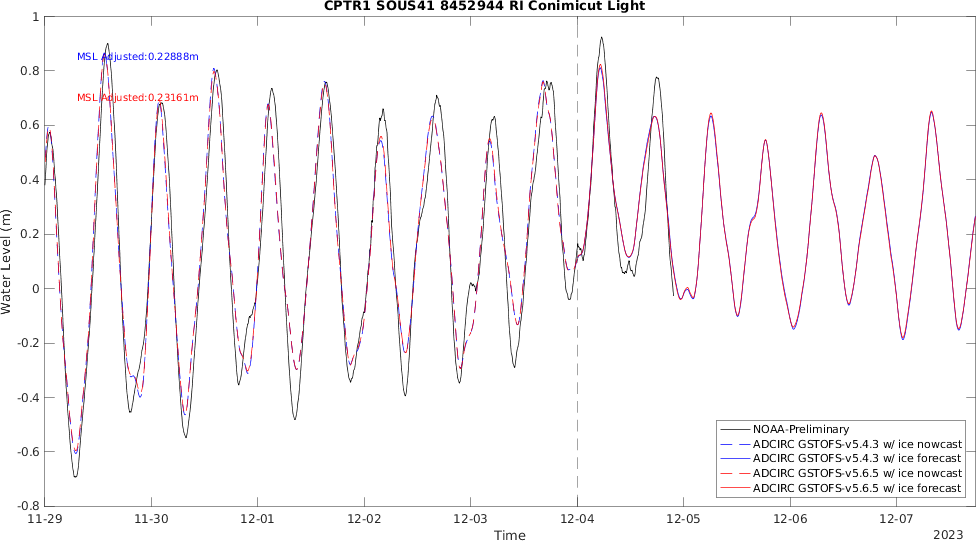 CPTR1 SOUS41 8452944 RI Conimicut Light
1
0.8
0.6
0.4
0.2
0
-0.2
-0.4
-0.6
-0.8
Water Level (m)
MSL Adjusted:0.22888m
MSL Adjusted:0.23161m
NOAA-Preliminary
ADCIRC GSTOFS-v5.4.3 w/ ice nowcast
ADCIRC GSTOFS-v5.4.3 w/ ice forecast
ADCIRC GSTOFS-v5.6.5 w/ ice nowcast
ADCIRC GSTOFS-v5.6.5 w/ ice forecast
11-29 11-30 12-01 12-02 12-03 12-04 12-05 12-06 12-07
Time
2023